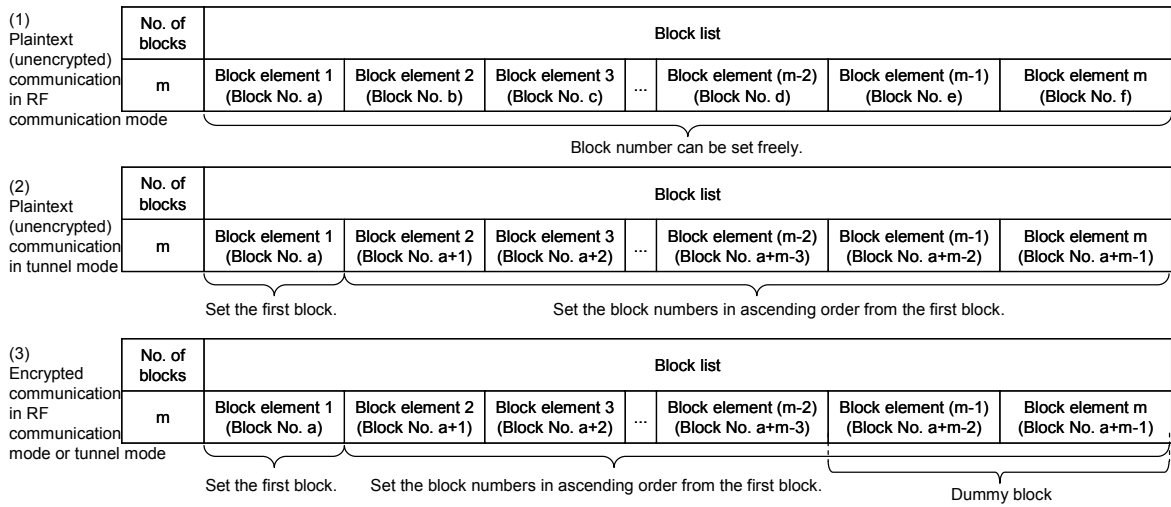 (1)
Plaintext
(unencrypted)
communication
in RF
communication mode
No. of
blocks
Block list
m
Block element 1
(Block No. a)
Block element 2
(Block No. b)
Block element 3
(Block No. c)
...
Block element (m-2)
(Block No. d)
Block element (m-1)
(Block No. e)
Block element m
(Block No. f)
Block number can be set freely.
(2)
Plaintext
(unencrypted)
communication
in tunnel mode
No. of
blocks
Block list
m
Block element 1
(Block No. a)
Block element 2
(Block No. a+1)
Block element 3
(Block No. a+2)
...
Block element (m-2)
(Block No. a+m-3)
Block element (m-1)
(Block No. a+m-2)
Block element m
(Block No. a+m-1)
Set the first block.
Set the block numbers in ascending order from the first block.
(3)
Encrypted
communication
in RF
communication
mode or tunnel mode
No. of
blocks
Block list
m
Block element 1
(Block No. a)
Block element 2
(Block No. a+1)
Block element 3
(Block No. a+2)
...
Block element (m-2)
(Block No. a+m-3)
Block element (m-1)
(Block No. a+m-2)
Block element m
(Block No. a+m-1)
Set the first block.
Set the block numbers in ascending order from the first block.
Dummy block